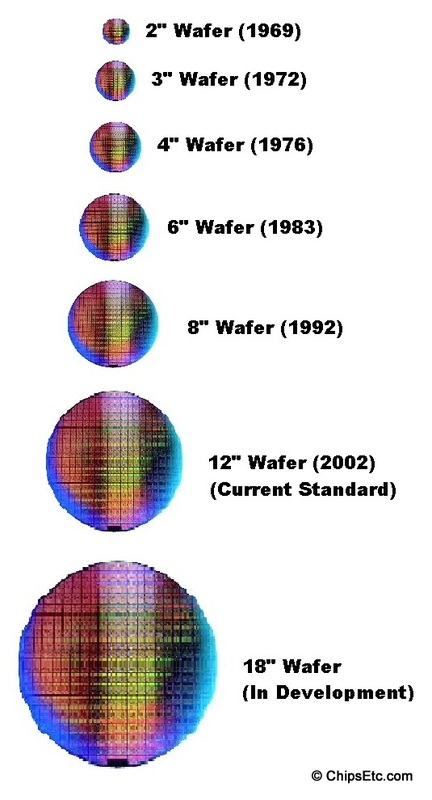 2" Wafer (1969)
3" Wafer (1972)
4" Wafer (1976)
6" Wafer (1983)
8" Wafer (1992)
12" Wafer (2002)
(Current Standard)
18" Wafer
(In Development)
© ChipsEtc.com